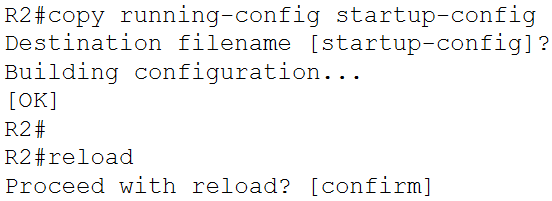 R2#copy running-config startup-config
Destination filename [startup-config]?
Building configuration...
[OK]
R2#
R2#reload
Proceed with reload? [confirm]